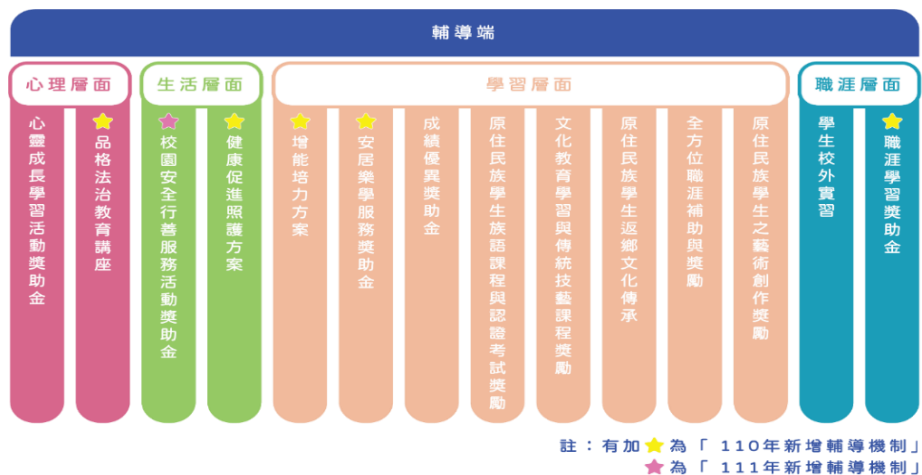 輔導端
心理層面
生活層面
學習層面
職涯層面
心靈成長學習活動獎助金
品格法治教育講座
校園安全行善服務活動獎助金
健康促進照護方案
增能培力方案
安居樂學服務獎助金
成績優異獎助金
原住民族學生族語課程與認證考試獎勵
文化教育學習與傳統技藝課程獎勵
原住民族學生返鄉文化傳承
全方位職涯補助與獎勵
原住民族學生之藝術創作獎勵
學生校外實習
職涯學習獎助金
註：有加★為「110年新增輔導機制」
★為「111年新增輔導機制」